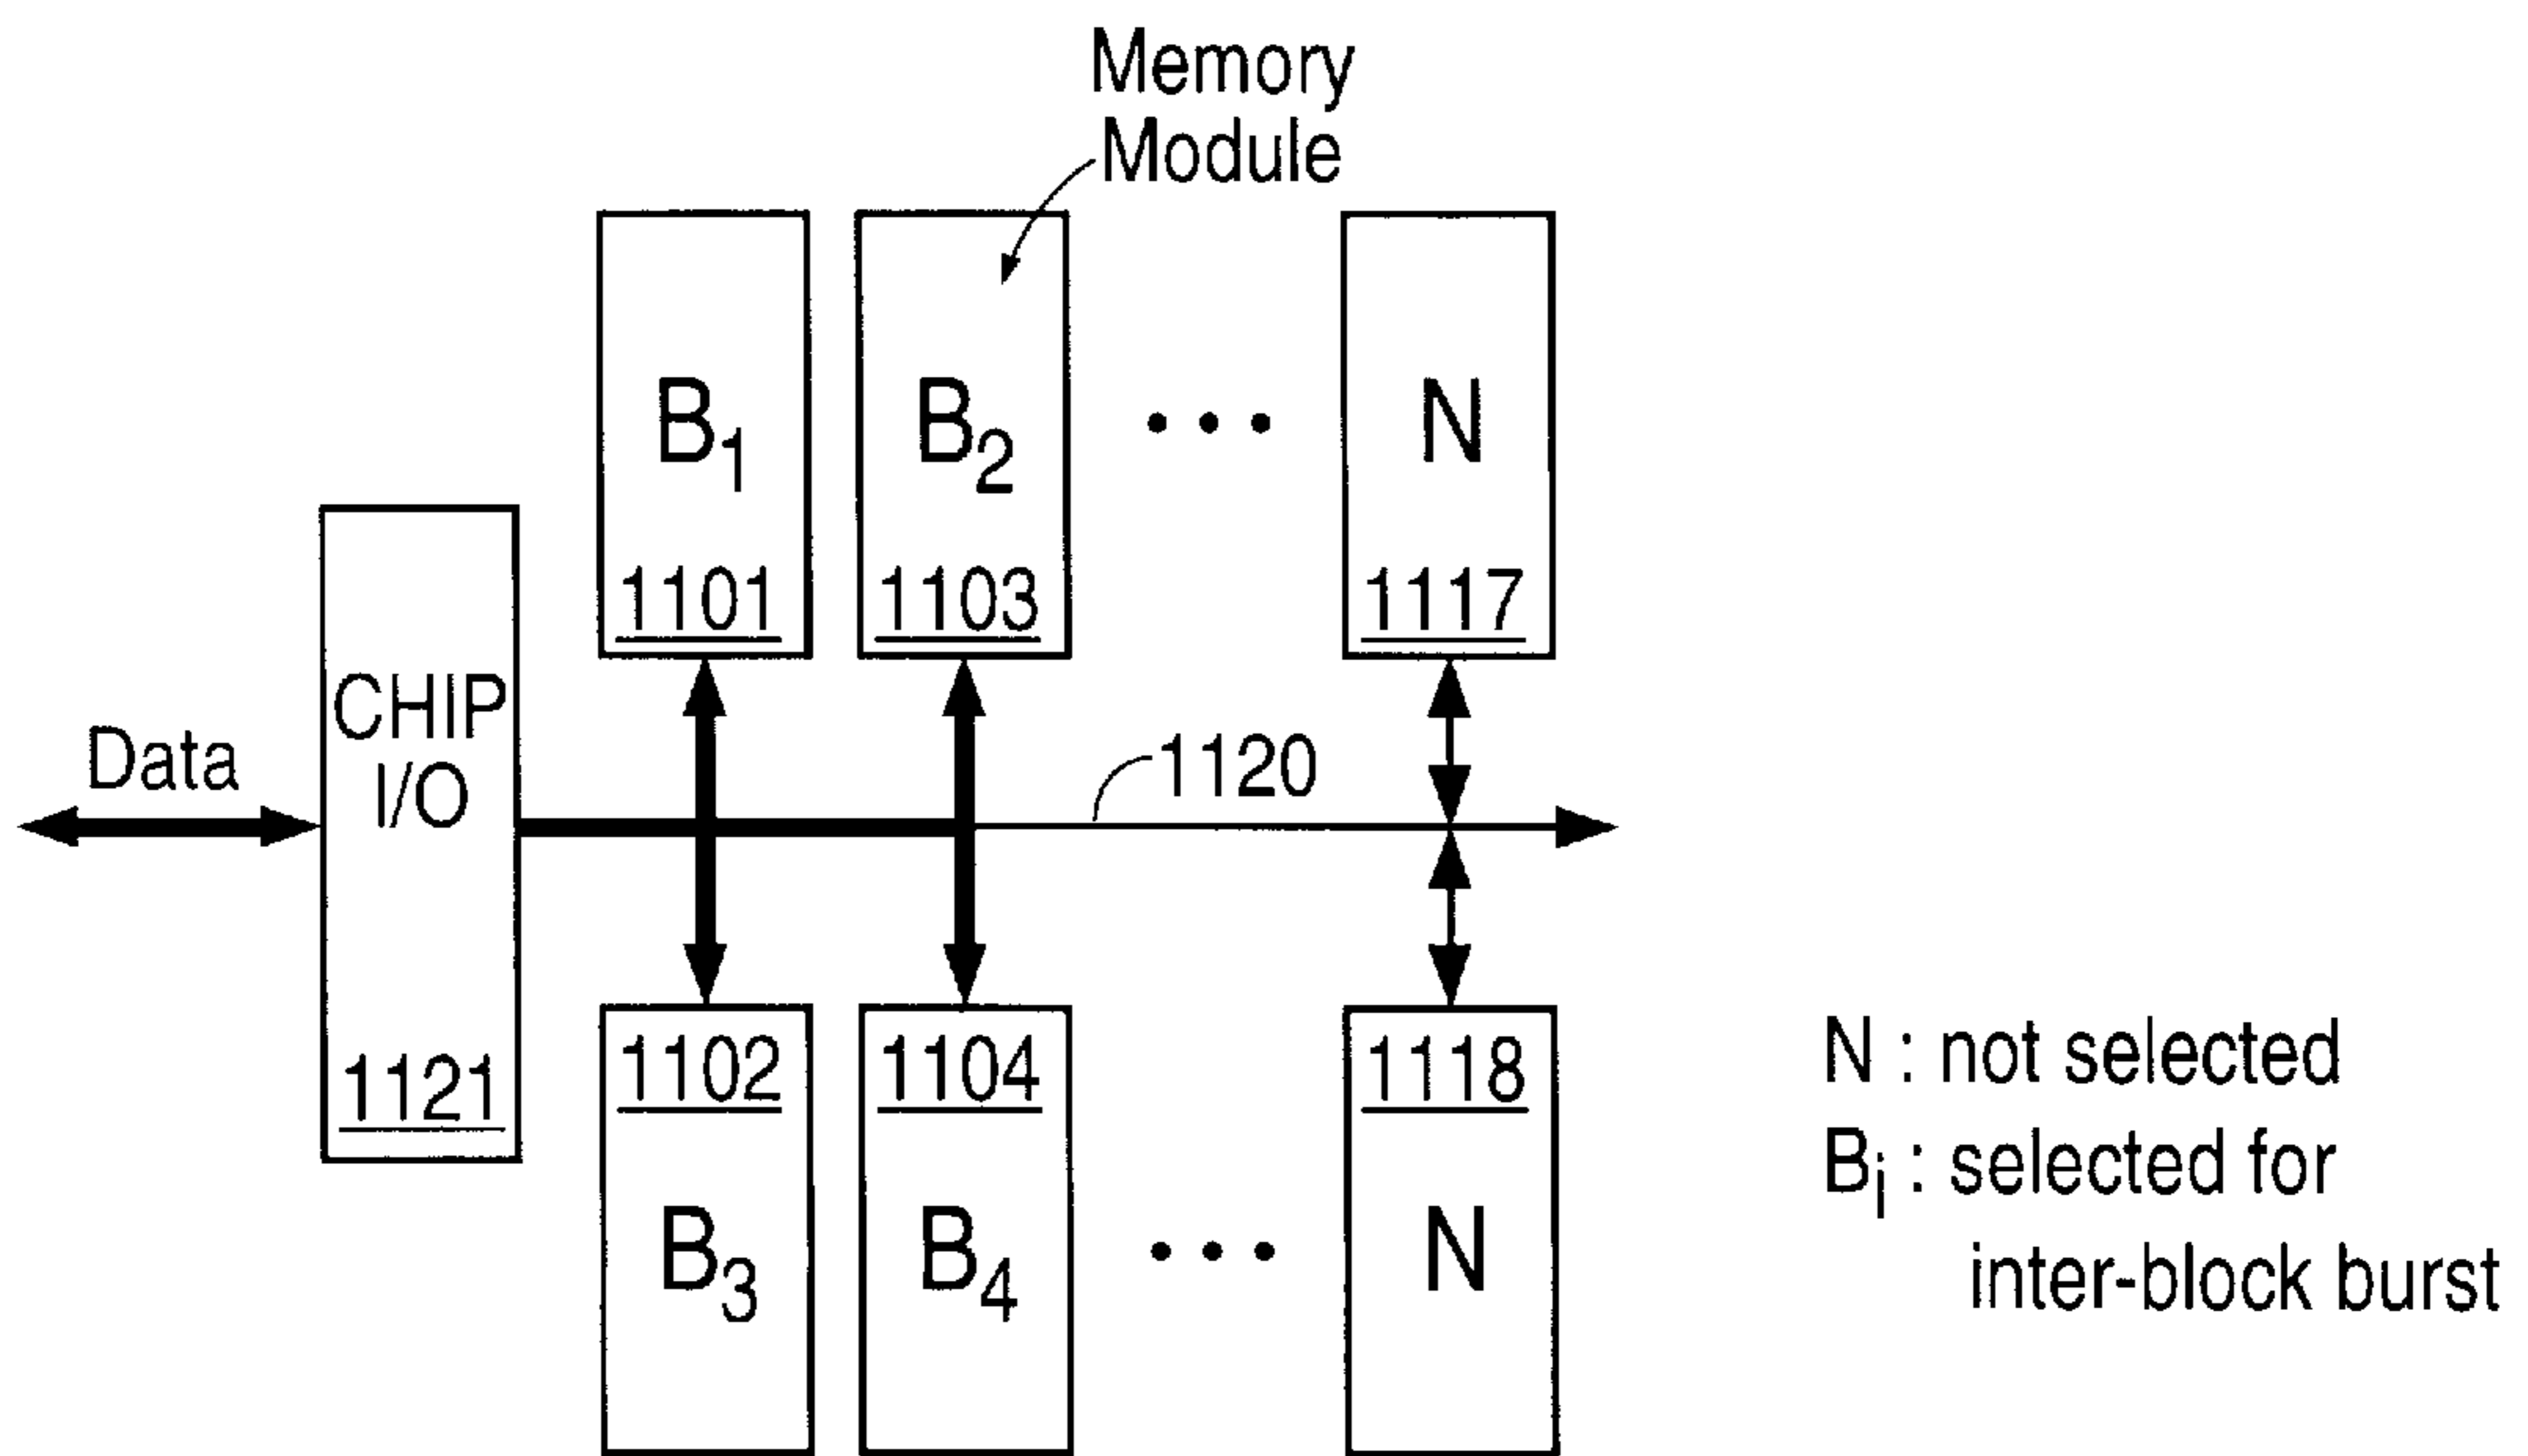 Memory
Module
B1
B2
• • •
N
1101
1103
1117
CHIP
I/O
Data
1120
1121
1102
1104
1118
B3
B4
• • •
N
N : not selected
Bi : selected for
inter-block burst